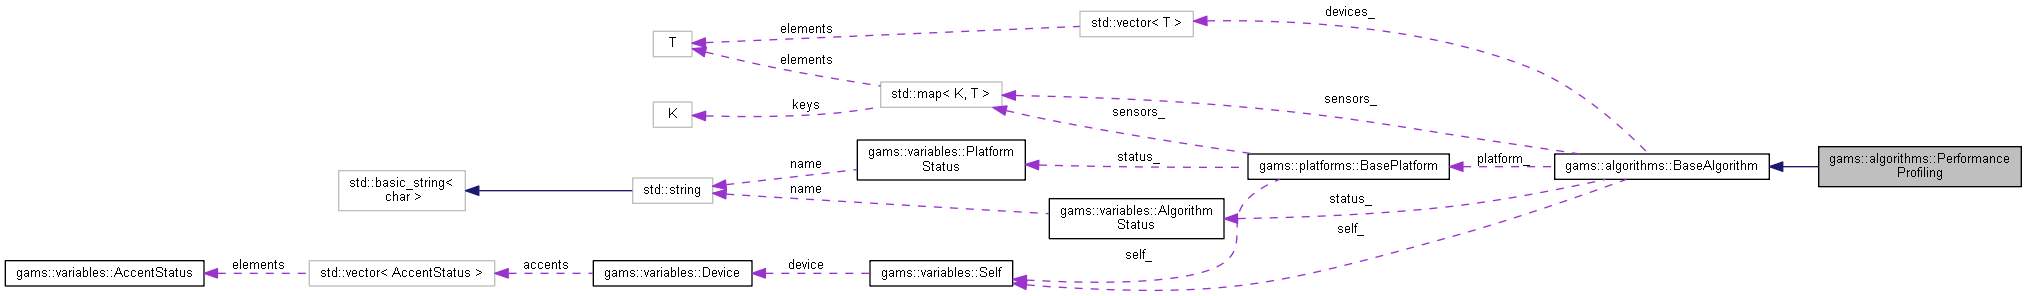 devices_
std::vector< T >
elements
T
elements
std::map< K, T >
sensors_
keys
K
sensors_
gams::variables::Platform
Status
status_
name
gams::platforms::BasePlatform
platform_
gams::algorithms::BaseAlgorithm
gams::algorithms::Performance
Profiling
std::basic_string<
char >
std::string
name
gams::variables::Algorithm
Status
status_
self_
self_
gams::variables::AccentStatus
elements
std::vector< AccentStatus >
accents
gams::variables::Device
device
gams::variables::Self